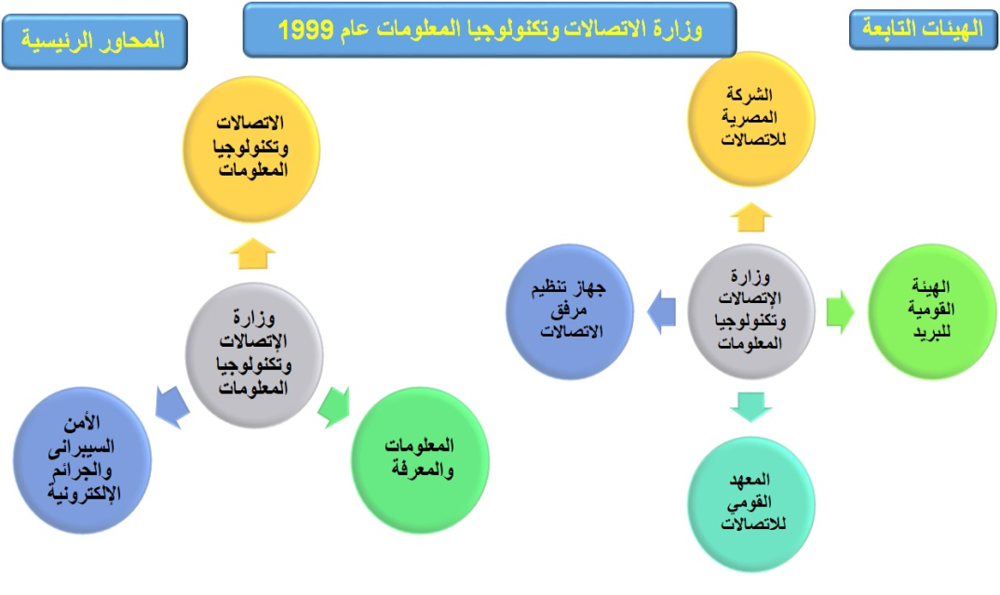 الهيئات التابعة
وزارة الاتصالات وتكنولوجيا المعلومات عام 1999
المحاور الرئيسية
الشركة
المصرية
للاتصالات
الهيئة
القومية
للبريد
وزارة
الإتصالات
وتكنولوجيا
المعلومات
جهاز تنظيم
مرفق
الاتصالات
المعهد
القومي
للاتصالات
الاتصالات
وتكنولوجيا
المعلومات
وزارة
الإتصالات
وتكنولوجيا
المعلومات
المعلومات
والمعرفة
الأمن
السيبرانى
والجرائم
الإلكترونية